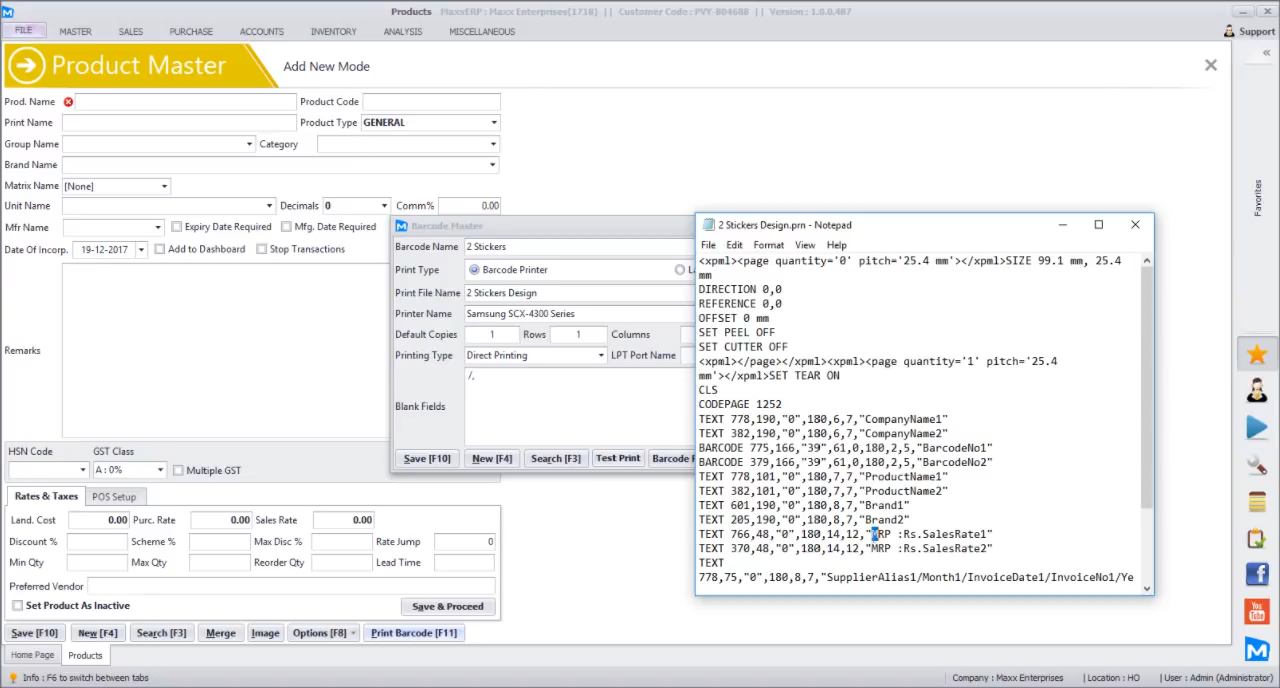 Products MaxxERP : Maxx Enterprises[1718] || Customer Code : PVY-80468B || Version : 1.0.0.487
FILE MASTER SALES PURCHASE ACCOUNTS INVENTORY ANALYSIS MISCELLANEOUS Support
Product Master Add New Mode
Prod. Name Product Code
Print Name Product Type GENERAL
Group Name Category
Brand Name
Matrix Name [None]
Unit Name Decimals 0 Comm% 0.00
Mfr Name Expiry Date Required Mfg. Date Required
Date Of Incorp. 19-12-2017 Add to Dashboard Stop Transactions
Remarks
HSN Code GST Class
A : 0% Multiple GST
Rates & Taxes POS Setup
Land. Cost 0.00 Purc. Rate 0.00 Sales Rate 0.00
Discount % Scheme % Max Disc % Rate Jump 0
Min Qty Max Qty Reorder Qty Lead Time
Preferred Vendor
Set Product As Inactive Save & Proceed
Save [F10] New [F4] Search [F3] Merge Image Options [F8] Print Barcode [F11]
Home Page Products
Info : F6 to switch between tabs Company : Maxx Enterprises | Location : HO | User : Admin (Administrator)
Barcode Master
Barcode Name 2 Stickers
Print Type Barcode Printer La
Print File Name 2 Stickers Design
Printer Name Samsung SCX-4300 Series
Default Copies 1 Rows 1 Columns
Printing Type Direct Printing LPT Port Name
/,
Blank Fields
Save [F10] New [F4] Search [F3] Test Print Barcode F
2 Stickers Design.prn - Notepad
File Edit Format View Help
<xpml><page quantity='0' pitch='25.4 mm'></xpml>SIZE 99.1 mm, 25.4
mm
DIRECTION 0,0
REFERENCE 0,0
OFFSET 0 mm
SET PEEL OFF
SET CUTTER OFF
<xpml></page></xpml><xpml><page quantity='1' pitch='25.4
mm'></xpml>SET TEAR ON
CLS
CODEPAGE 1252
TEXT 778,190,"0",180,6,7,"CompanyName1"
TEXT 382,190,"0",180,6,7,"CompanyName2"
BARCODE 775,166,"39",61,0,180,2,5,"BarcodeNo1"
BARCODE 379,166,"39",61,0,180,2,5,"BarcodeNo2"
TEXT 778,101,"0",180,7,7,"ProductName1"
TEXT 382,101,"0",180,7,7,"ProductName2"
TEXT 601,190,"0",180,8,7,"Brand1"
TEXT 205,190,"0",180,8,7,"Brand2"
TEXT 766,48,"0",180,14,12,"MRP :Rs.SalesRate1"
TEXT 370,48,"0",180,14,12,"MRP :Rs.SalesRate2"
TEXT
778,75,"0",180,8,7,"SupplierAlias1/Month1/InvoiceDate1/InvoiceNo1/Ye
Favorites
You
Tube